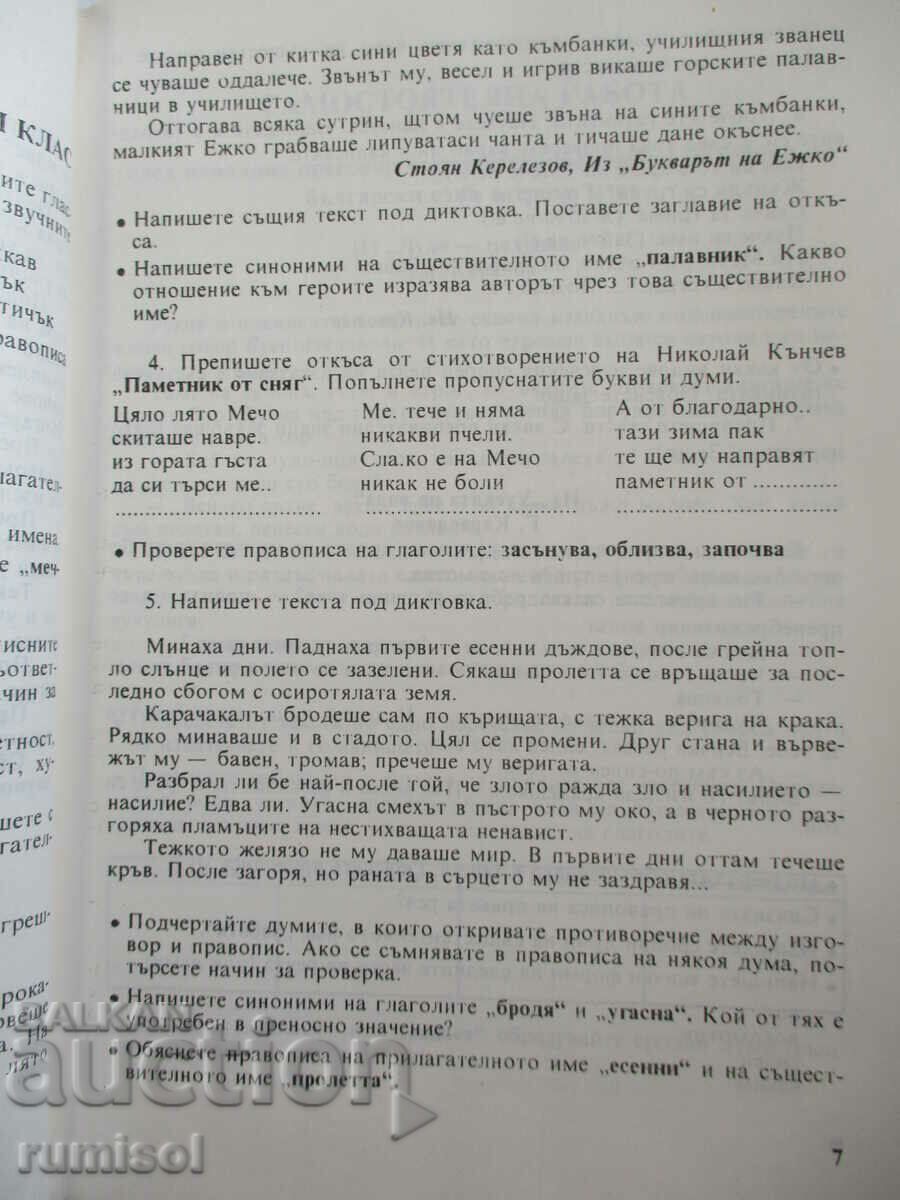 Направен от китка сини цветя като къмбанки, училищния званец
се чуваше оддалече. Звънът му, весел и игрив викаше горските палав-
ници в училището.
Оттогава всяка сутрин, щтом чуеше звъна на сините къмбанки,
малкият Ежко грабваше липуватаси чанта и тичаше дане окъснее.
Стоян Керелезов, Из „Букварът на Ежко“
• Напишете същия текст под диктовка. Поставете заглавие на откъ-
са.
• Напишете синоними на съществителното име „палавник“. Какво
отношение към героите изразява авторът чрез това съществително
име?
4. Препишете откъса от стихотворението на Николай Кънчев
„Паметник от сняг“. Попълнете пропуснатите букви и думи.
Цяло лято Мечо
скиташе навре.
из гората гъста
да си търси ме..
Ме. тече и няма
никакви пчели.
Сла.ко е на Мечо
никак не боли
А от благодарно..
тази зима пак
те ще му направят
паметник от .............
• Проверете правописа на глаголите: засънува, облизва, започва
5. Напишете текста под диктовка.
Минаха дни. Паднаха първите есенни дъждове, после грейна топ-
ло слънце и полето се зазелени. Сякаш пролетта се връщаше за пос-
ледно сбогом с осиротялата земя.
Карачакалът бродеше сам по кърищата, с тежка верига на крака.
Рядко минаваше и в стадото. Цял се промени. Друг стана и върве-
жът му — бавен, тромав; пречеше му веригата.
Разбрал ли бе най-после той, че злото ражда зло и насилието —
насилие? Едва ли. Угасна смехът в пъстрото му око, а в черното раз-
горяха пламъците на нестихващата ненавист.
Тежкото желязо не му даваше мир. В първите дни оттам течеше
кръв. После загоря, но раната в сърцето му не заздравя...
• Подчертайте думите, в които откривате противоречие между изго-
вор и правопис. Ако се съмнявате в правописа на някоя дума, по-
търсете начин за проверка.
• Напишете синоними на глаголите „бродя“ и „угасна“. Кой от тях е
употребен в преносно значение?
• Обяснете правописа на прилагателното име „есенни“ и на същест-
вителното име „пролетта“.
7
BALKAN
auction
rumisol